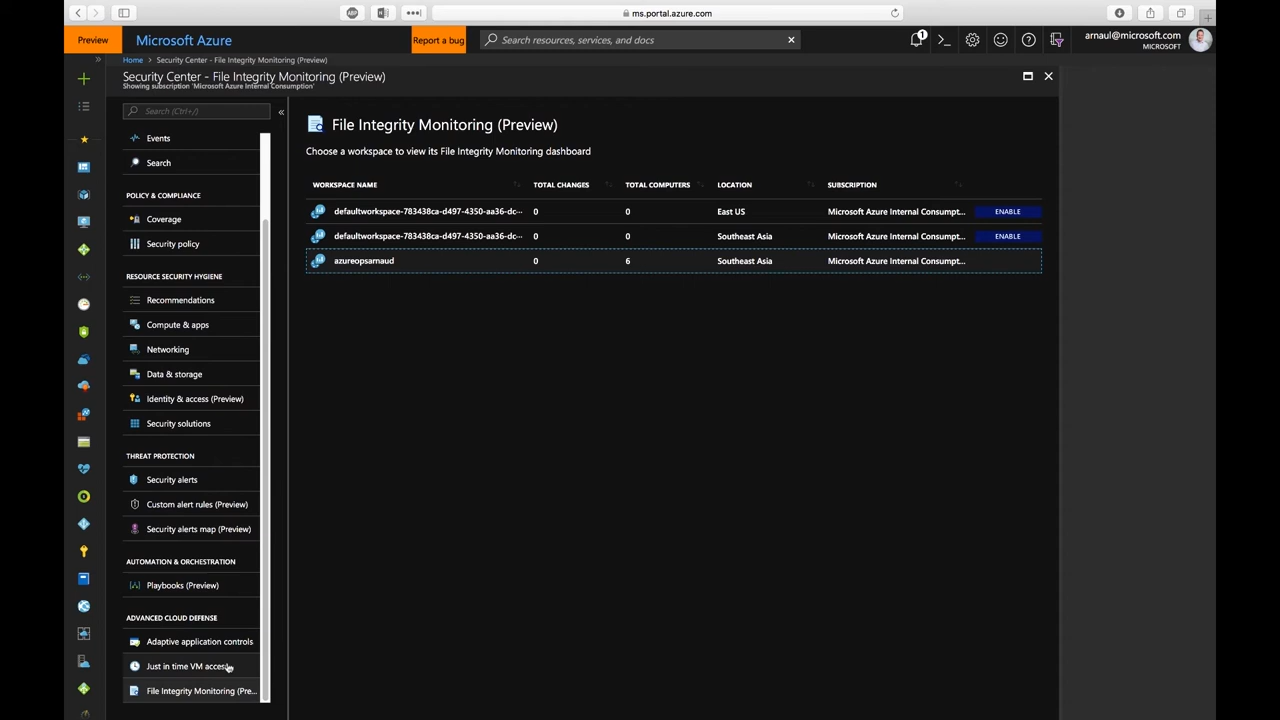 ms.portal.azure.com
ABP
Preview
Microsoft Azure
Report a bug
Search resources, services, and docs
1
arnaul@microsoft.com
MICROSOFT
Home > Security Center - File Integrity Monitoring (Preview)
Security Center - File Integrity Monitoring (Preview)
Showing subscription 'Microsoft Azure Internal Consumption'
Search (Ctrl+/)
Events
Search
POLICY & COMPLIANCE
Coverage
Security policy
RESOURCE SECURITY HYGIENE
Recommendations
Compute & apps
Networking
Data & storage
Identity & access (Preview)
Security solutions
THREAT PROTECTION
Security alerts
Custom alert rules (Preview)
Security alerts map (Preview)
AUTOMATION & ORCHESTRATION
Playbooks (Preview)
ADVANCED CLOUD DEFENSE
Adaptive application controls
Just in time VM access
File Integrity Monitoring (Pre...
File Integrity Monitoring (Preview)
Choose a workspace to view its File Integrity Monitoring dashboard
WORKSPACE NAME TOTAL CHANGES TOTAL COMPUTERS LOCATION SUBSCRIPTION
defaultworkspace-783438ca-d497-4350-aa36-dc... 0 0 East US Microsoft Azure Internal Consumpt... ENABLE
defaultworkspace-783438ca-d497-4350-aa36-dc... 0 0 Southeast Asia Microsoft Azure Internal Consumpt... ENABLE
azureopsarnaud 0 6 Southeast Asia Microsoft Azure Internal Consumpt...